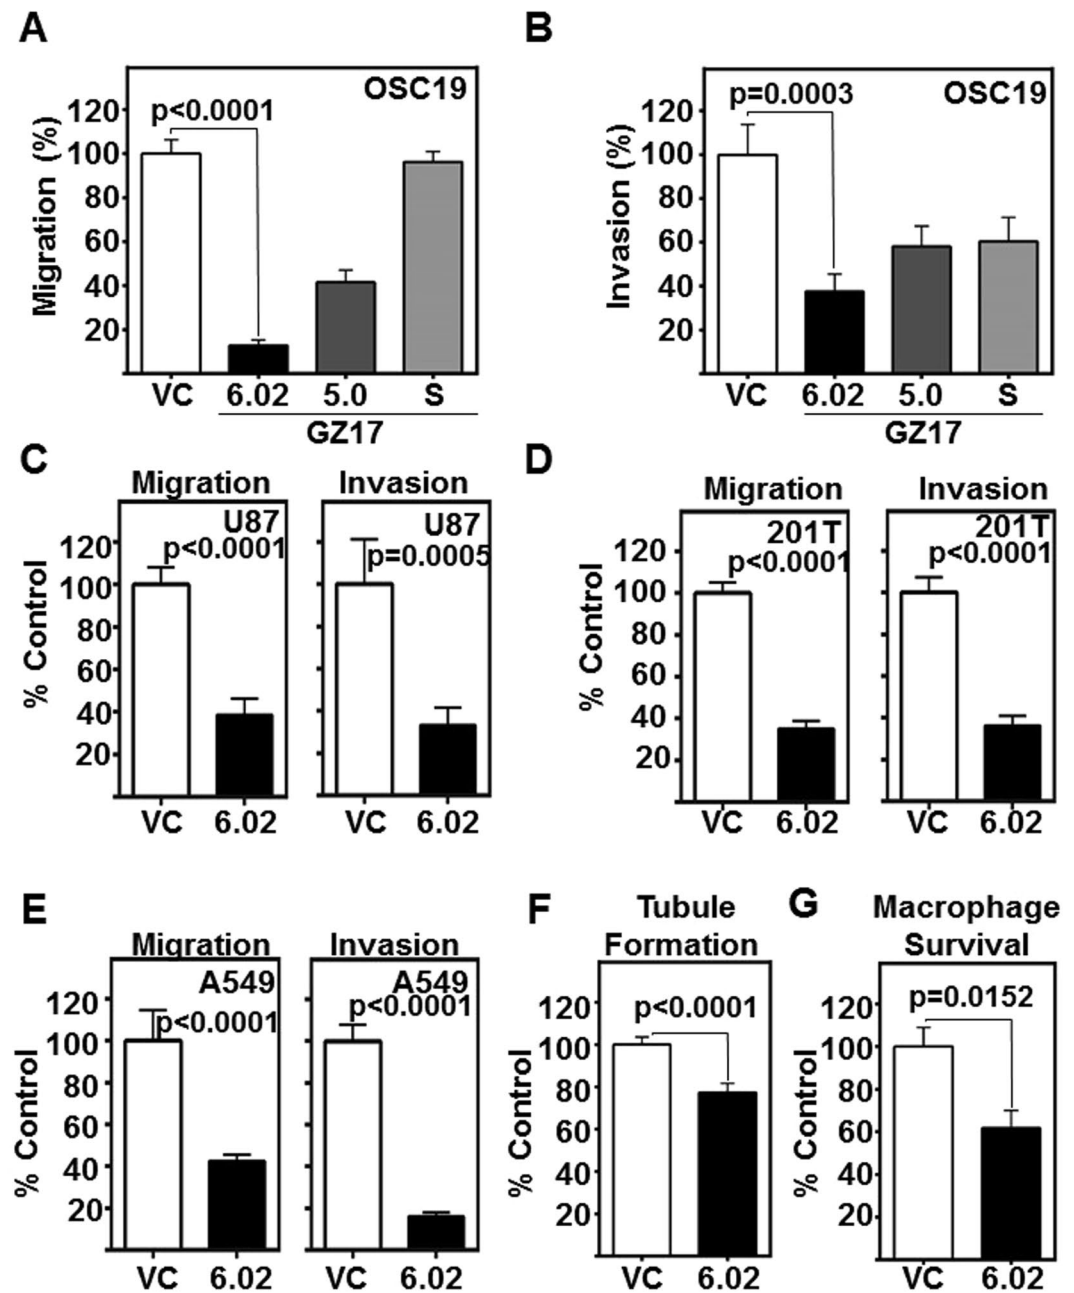 A
Migration (%)
120
100
80
60
40
20
OSC19
p<0.0001
VC 6.02 5.0 S
GZ17
B
Invasion (%)
120
100
80
60
40
20
OSC19
p=0.0003
VC 6.02 5.0 S
GZ17
C
% Control
120
100
80
60
40
20
Migration
U87
p<0.0001
VC 6.02
Invasion
U87
p=0.0005
VC 6.02
D
% Control
120
100
80
60
40
20
Migration
201T
p<0.0001
VC 6.02
Invasion
201T
p<0.0001
VC 6.02
E
% Control
120
100
80
60
40
20
Migration
A549
p<0.0001
VC 6.02
Invasion
A549
p<0.0001
VC 6.02
F
Tubule
Formation
% Control
120
100
80
60
40
20
p<0.0001
VC 6.02
G
Macrophage
Survival
% Control
120
100
80
60
40
20
p=0.0152
VC 6.02